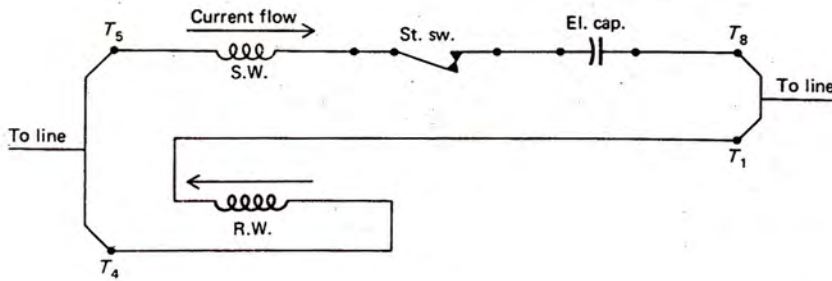 Current flow
T5
St. sw.
El. cap.
T8
S.W.
To line
To line
T1
R.W.
T4